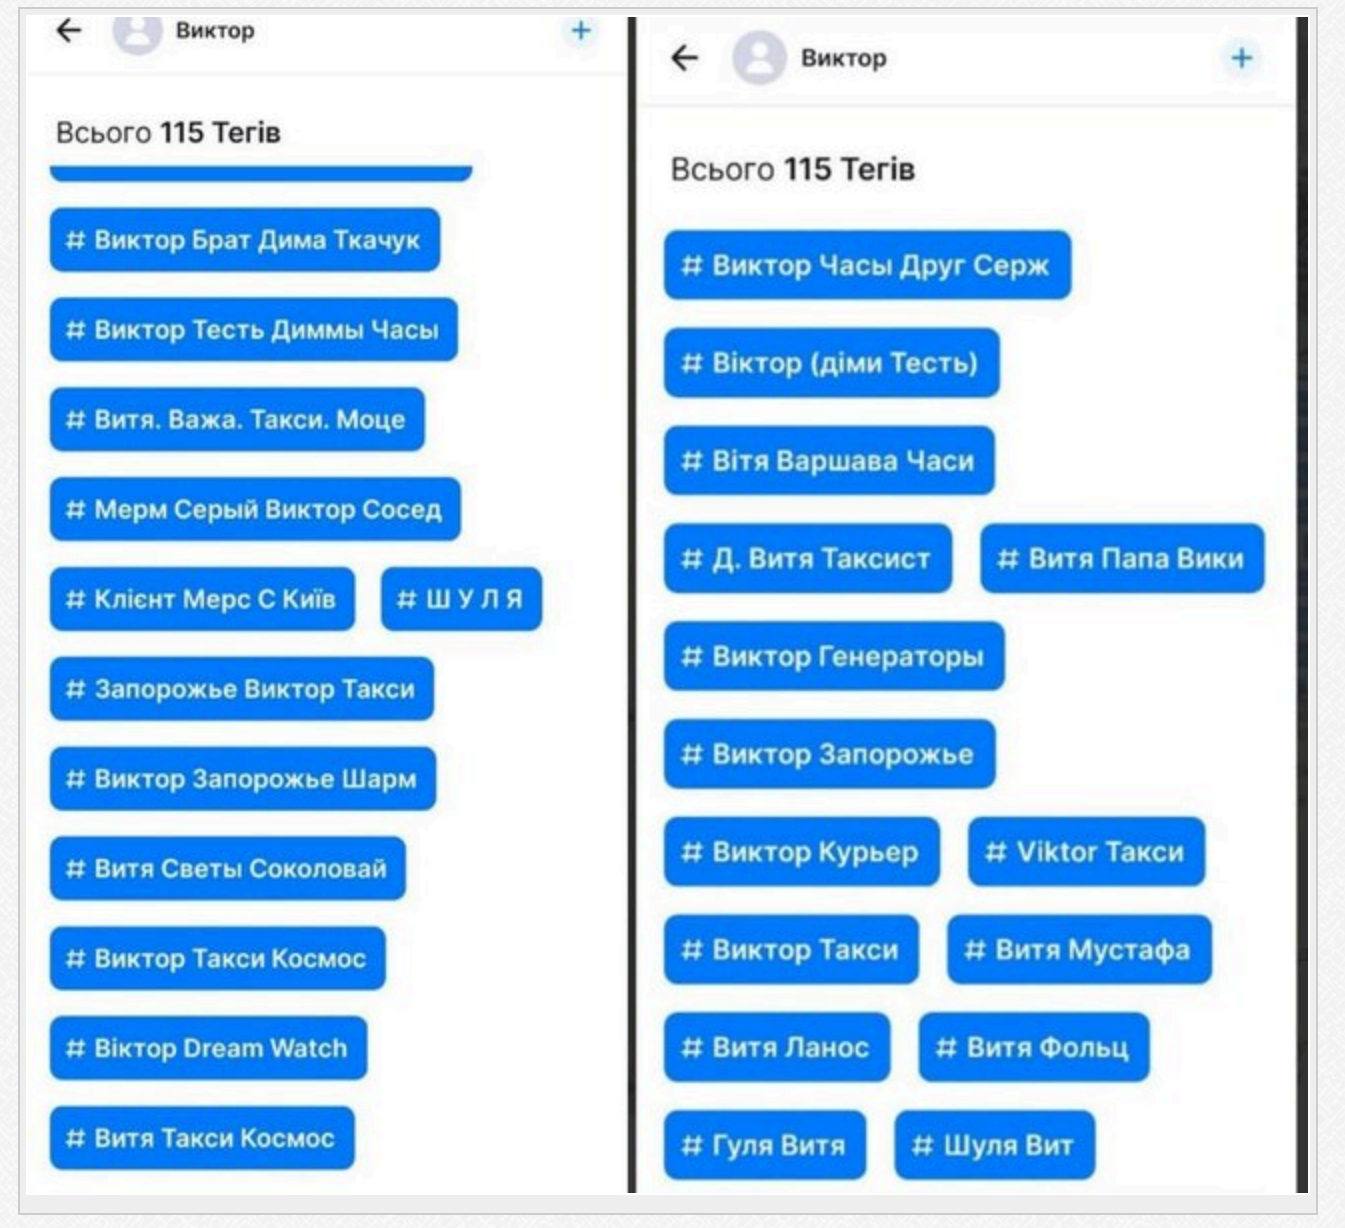 Виктор
Всього 115 Тегів
# Виктор Брат Дима Ткачук
# Виктор Тесть Диммы Часы
# Витя. Важа. Такси. Моце
# Мерм Серый Виктор Сосед
# Клієнт Мерс С Київ # Ш У Л Я
# Запорожье Виктор Такси
# Виктор Запорожье Шарм
# Витя Светы Соколовай
# Виктор Такси Космос
# Віктор Dream Watch
# Витя Такси Космос
Виктор
Всього 115 Тегів
# Виктор Часы Друг Серж
# Віктор (діми Тесть)
# Вітя Варшава Часи
# Д. Витя Таксист # Витя Папа Вики
# Виктор Генераторы
# Виктор Запорожье
# Виктор Курьер # Viktor Такси
# Виктор Такси # Витя Мустафа
# Витя Ланос # Витя Фольц
# Гуля Витя # Шуля Вит